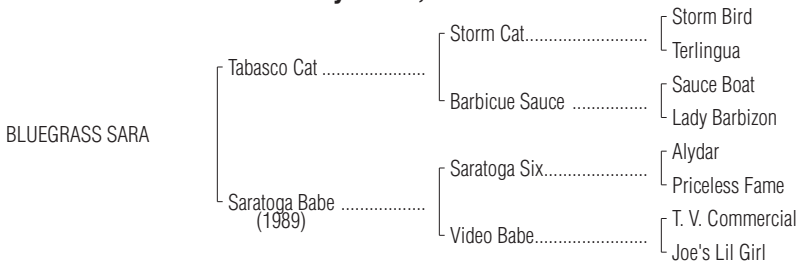 Storm Bird
Storm Cat..........................
Terlingua
Tabasco Cat ......................
Sauce Boat
Barbicue Sauce ................
Lady Barbizon
BLUEGRASS SARA
Alydar
Saratoga Six......................
Priceless Fame
Saratoga Babe ..................
(1989)
T. V. Commercial
Video Babe........................
Joe's Lil Girl